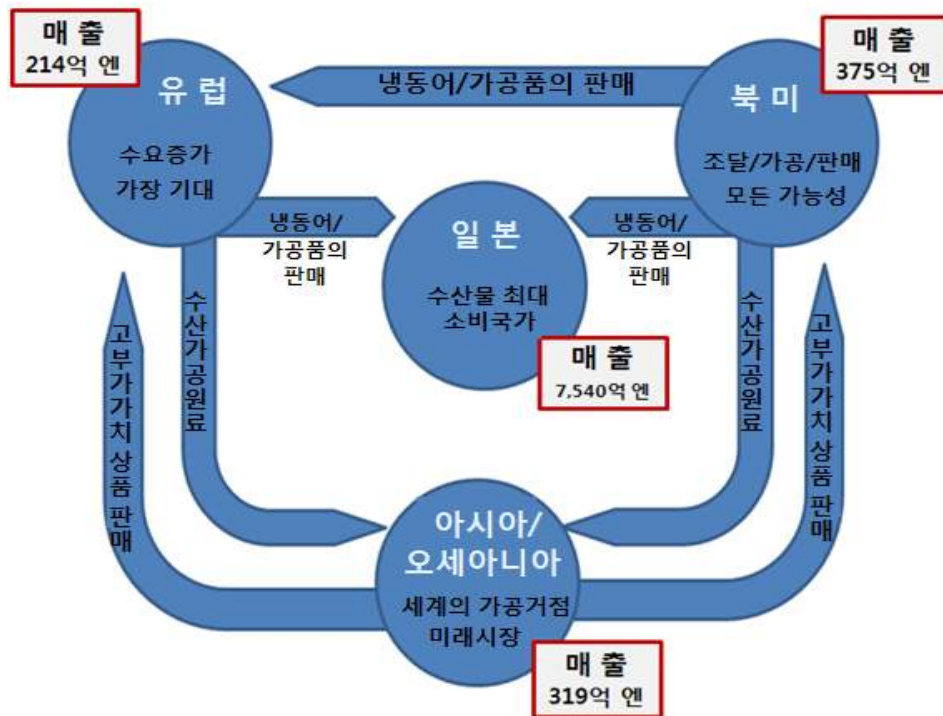 매 출
214억 엔
유 럽
수요증가
가장 기대
냉동어/가공품의 판매
매 출
375억 엔
북 미
조달/가공/판매
모든 가능성
냉동어/
가공품의
판매
일 본
수산물 최대
소비국가
매 출
7,540억 엔
냉동어/
가공품의
판매
고부가가치 상품 판매
수산가공원료
수산가공원료
고부가가치 상품 판매
아시아/
오세아니아
세계의 가공거점
미래시장
매 출
319억 엔